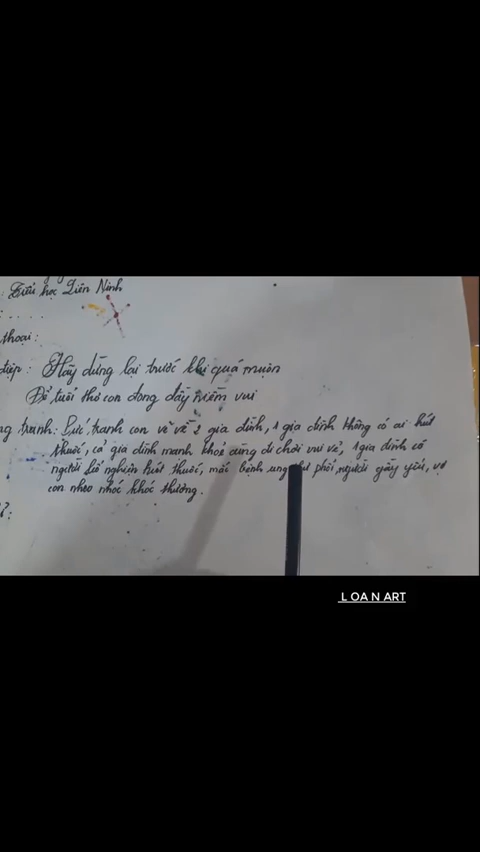 Tiểu học Diên Ninh
thoại:
điệp: Hãy dừng lại trước khi quá muộn
Để tuổi thơ con đong đầy niềm vui
ng tranh: Bức tranh con vẽ về 2 gia đình, 1 gia đình không có ai hút
thuốc, cả gia đình mạnh khoẻ cùng đi chơi vui vẻ, 1 gia đình có
người bố nghiện hút thuốc, mắc bệnh ung thư phổi, người gầy yếu, vợ
con nheo nhóc khóc thương.
?:
L OA N ART